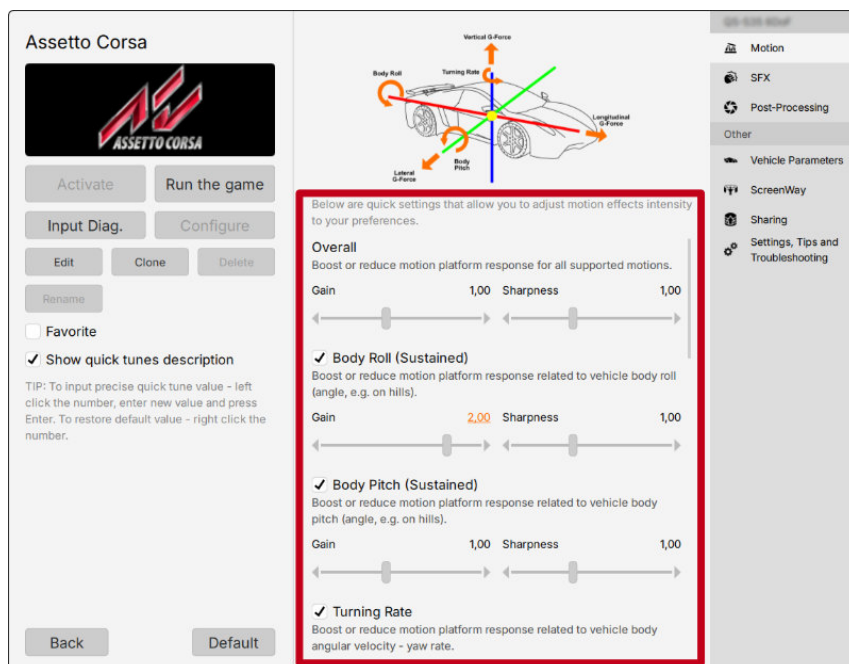 Assetto Corsa
ASSETTO CORSA
Activate
Run the game
Input Diag.
Configure
Edit
Clone
Delete
Rename
Favorite
Show quick tunes description
TIP: To input precise quick tune value - left
click the number, enter new value and press
Enter. To restore default value - right click the
number.
Back
Default
Vertical G-Force
Body Roll
Turning Rate
Longitudinal
G-Force
Lateral
G-Force
Body
Pitch
Below are quick settings that allow you to adjust motion effects intensity
to your preferences.
Overall
Boost or reduce motion platform response for all supported motions.
Gain 1,00 Sharpness 1,00
Body Roll (Sustained)
Boost or reduce motion platform response related to vehicle body roll
(angle, e.g. on hills).
Gain 2,00 Sharpness 1,00
Body Pitch (Sustained)
Boost or reduce motion platform response related to vehicle body
pitch (angle, e.g. on hills).
Gain 1,00 Sharpness 1,00
Turning Rate
Boost or reduce motion platform response related to vehicle body
angular velocity - yaw rate.
Motion
SFX
Post-Processing
Other
Vehicle Parameters
ScreenWay
Sharing
Settings, Tips and
Troubleshooting